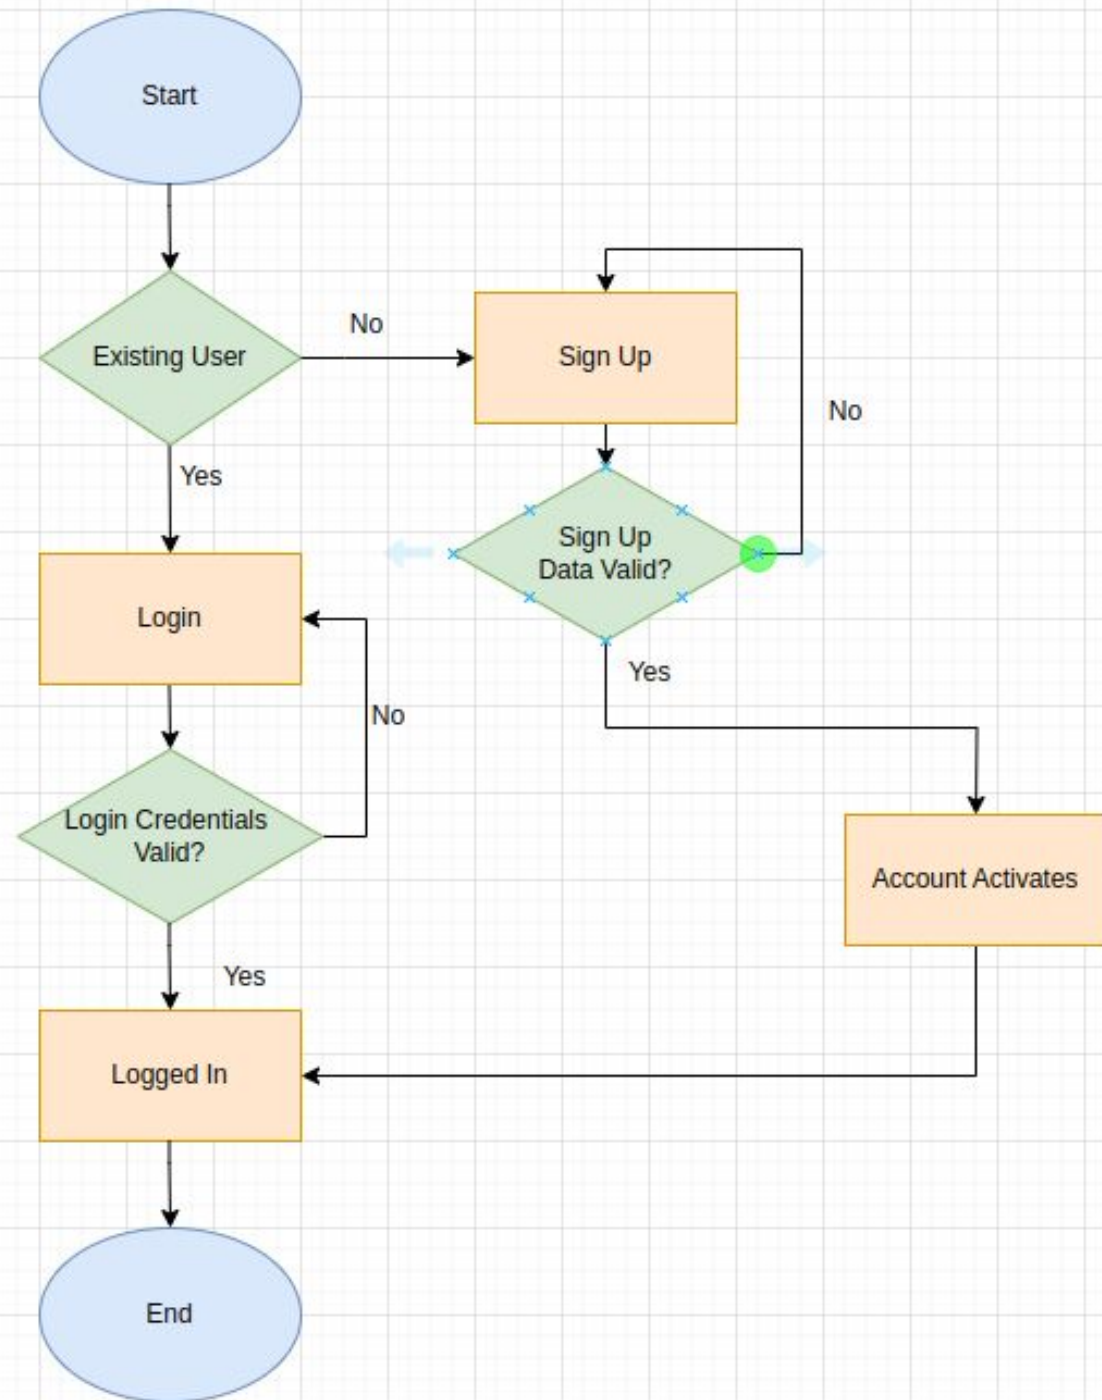 Start
Existing User
No
Sign Up
No
Yes
Sign Up
Data Valid?
Login
Yes
No
Login Credentials
Valid?
Account Activates
Yes
Logged In
End